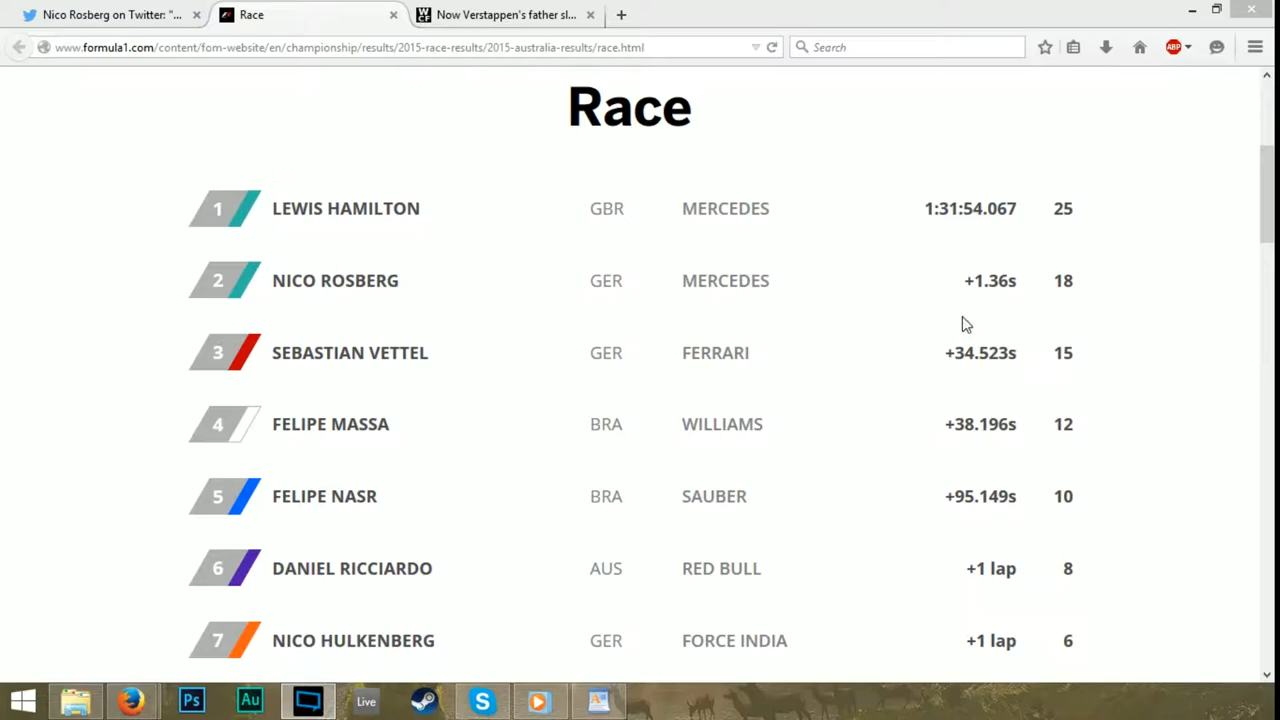 Nico Rosberg on Twitter: "...
Race
Now Verstappen's father sl...
www.formula1.com/content/fom-website/en/championship/results/2015-race-results/2015-australia-results/race.html
Search
ABP
Race
1 LEWIS HAMILTON GBR MERCEDES 1:31:54.067 25
2 NICO ROSBERG GER MERCEDES +1.36s 18
3 SEBASTIAN VETTEL GER FERRARI +34.523s 15
4 FELIPE MASSA BRA WILLIAMS +38.196s 12
5 FELIPE NASR BRA SAUBER +95.149s 10
6 DANIEL RICCIARDO AUS RED BULL +1 lap 8
7 NICO HULKENBERG GER FORCE INDIA +1 lap 6
Ps
Au
Live